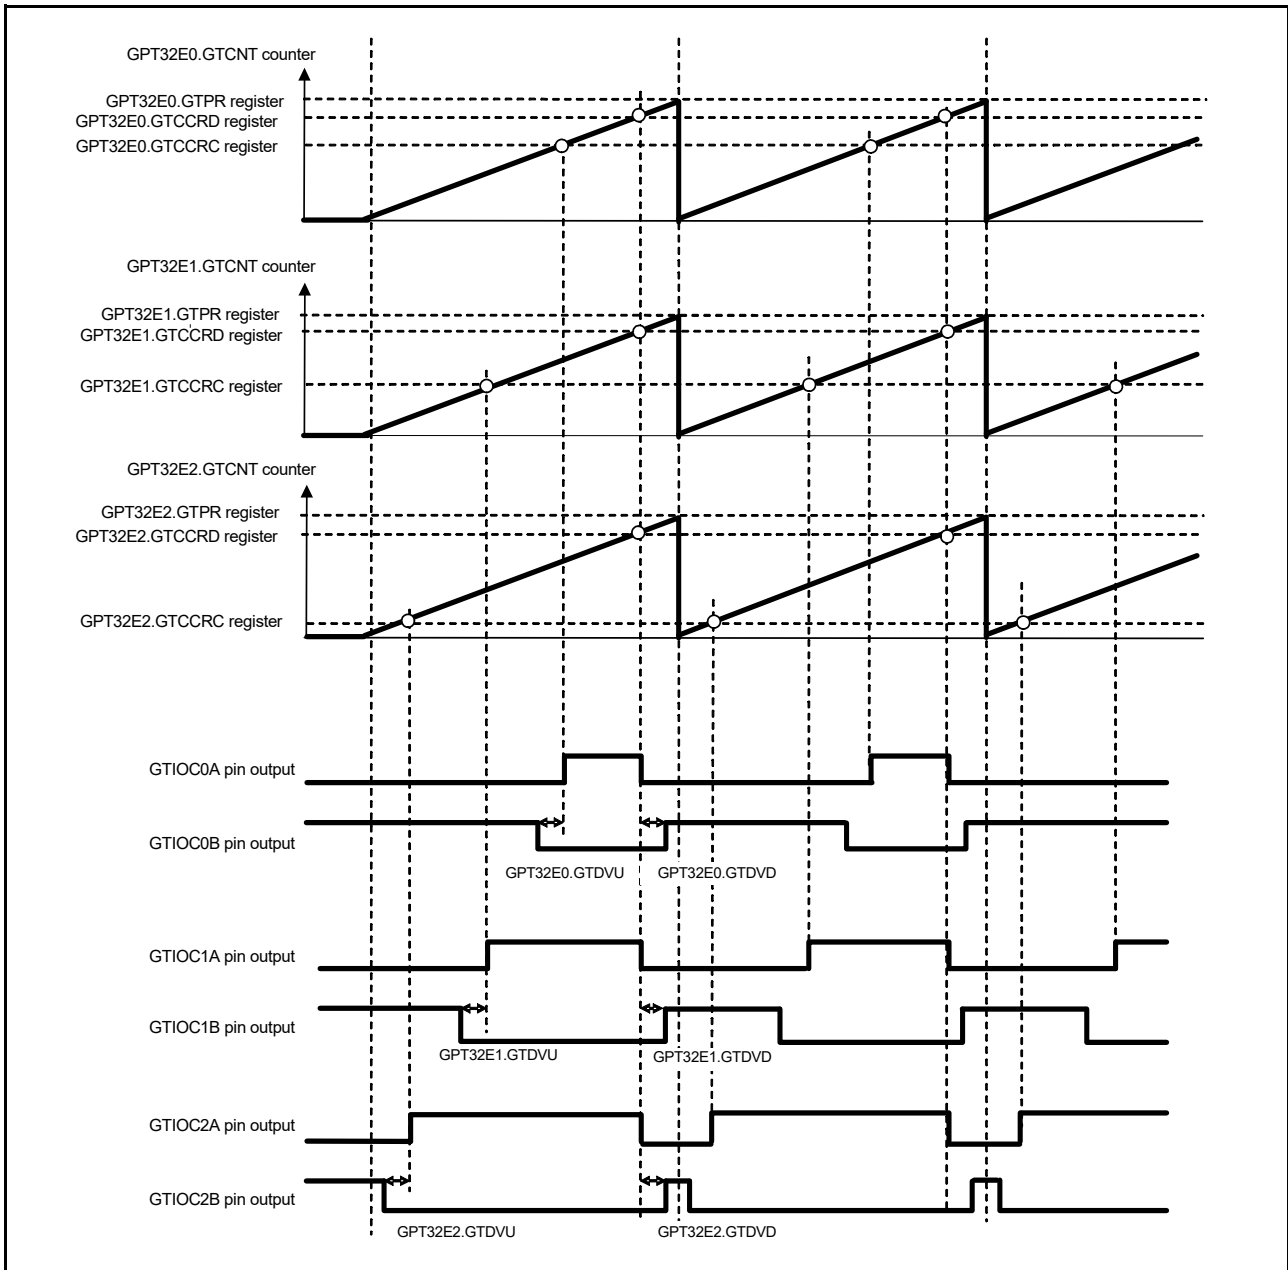 GPT32E0.GTCNT counter
GPT32E0.GTPR register
GPT32E0.GTCCRD register
GPT32E0.GTCCRC register
GPT32E1.GTCNT counter
GPT32E1.GTPR register
GPT32E1.GTCCRD register
GPT32E1.GTCCRC register
GPT32E2.GTCNT counter
GPT32E2.GTPR register
GPT32E2.GTCCRD register
GPT32E2.GTCCRC register
GTIOC0A pin output
GTIOC0B pin output
GPT32E0.GTDVU GPT32E0.GTDVD
GTIOC1A pin output
GTIOC1B pin output
GPT32E1.GTDVU GPT32E1.GTDVD
GTIOC2A pin output
GTIOC2B pin output
GPT32E2.GTDVU GPT32E2.GTDVD